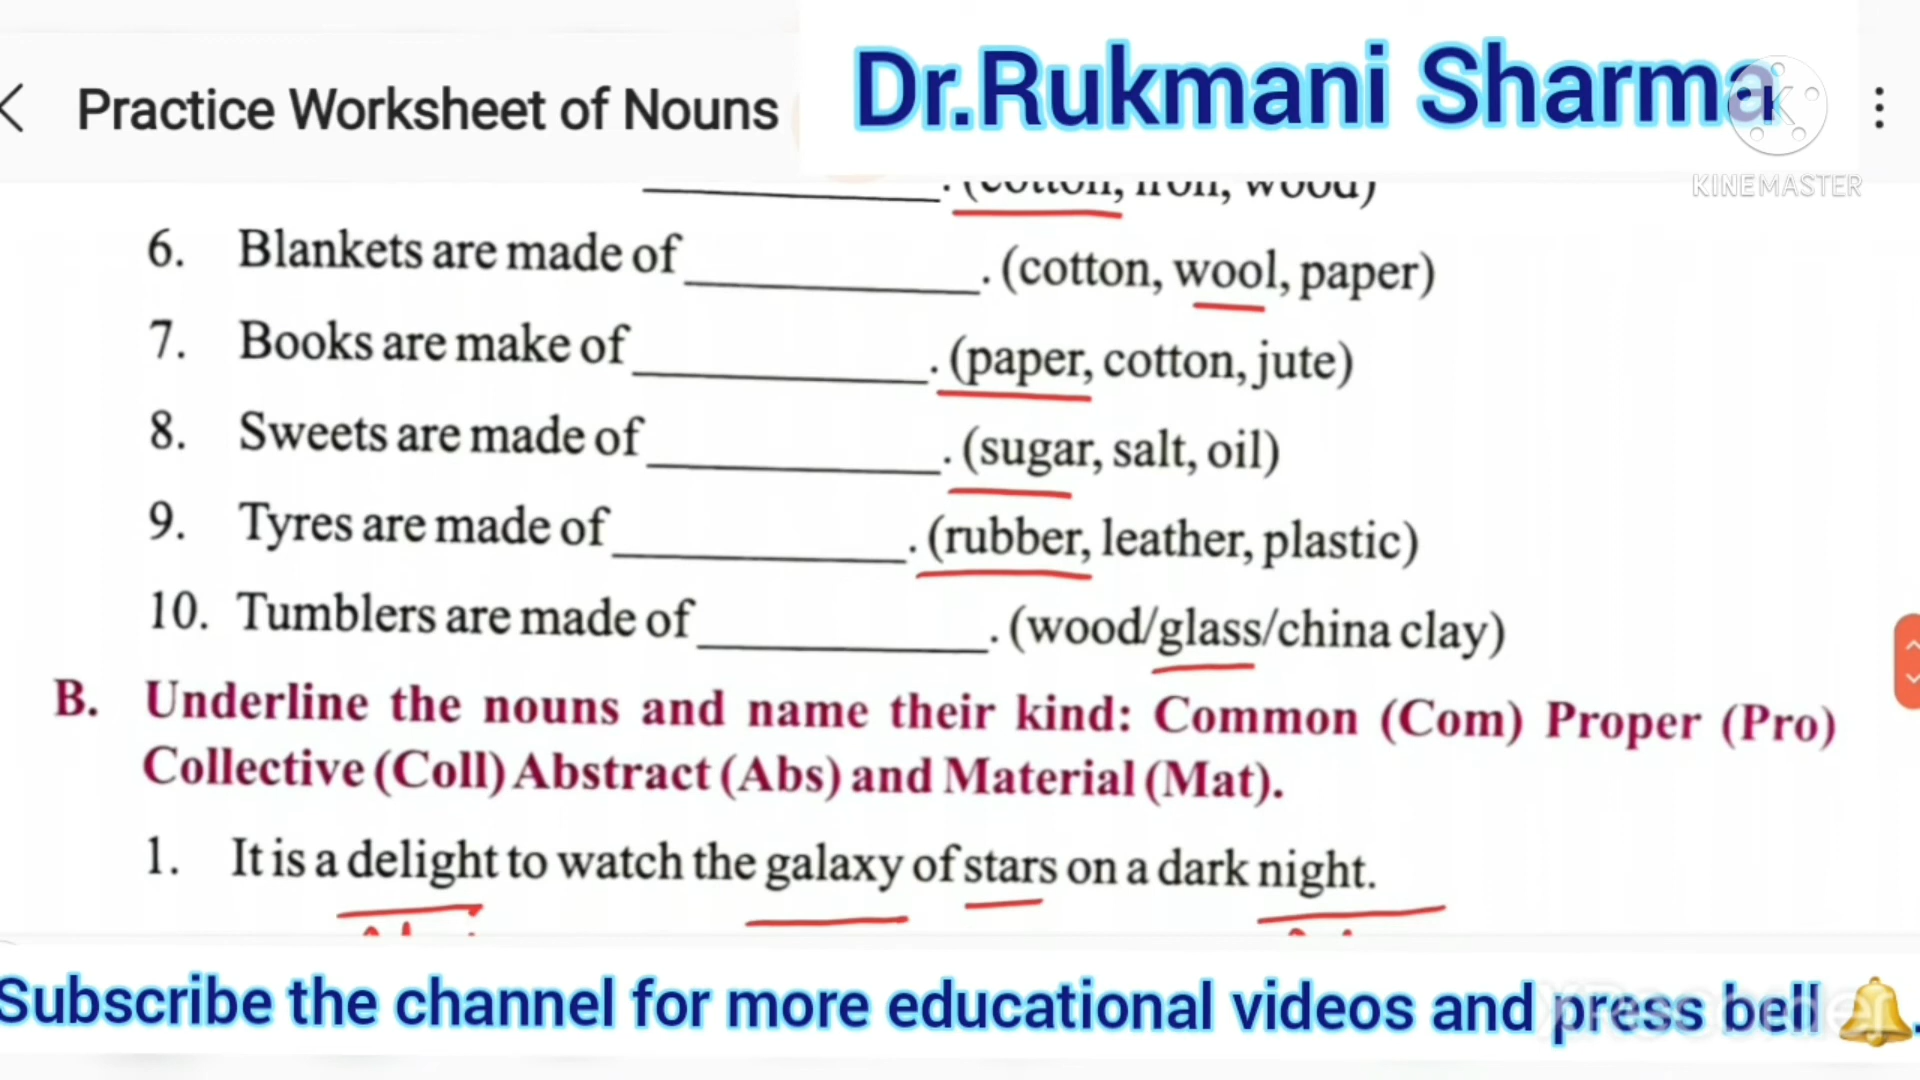 Practice Worksheet of Nouns
Dr.Rukmani Sharma
KINEMASTER
____________. (cotton, iron, wood)
6. Blankets are made of ____________. (cotton, wool, paper)
7. Books are make of ____________. (paper, cotton, jute)
8. Sweets are made of ____________. (sugar, salt, oil)
9. Tyres are made of ____________. (rubber, leather, plastic)
10. Tumblers are made of ____________. (wood/glass/china clay)
B. Underline the nouns and name their kind: Common (Com) Proper (Pro)
Collective (Coll) Abstract (Abs) and Material (Mat).
1. It is a delight to watch the galaxy of stars on a dark night.
Subscribe the channel for more educational videos and press bell 🔔.